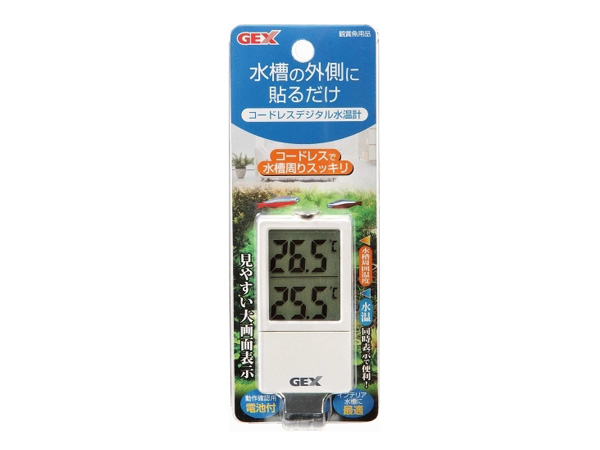 GEX
観賞魚用品
水槽の外側に
貼るだけ
コードレスデジタル水温計
コードレスで
水槽周りスッキリ
26.5℃
25.5℃
水槽周囲温度
水温
同時表示で便利!
見やすい大画面表示
GEX
動作確認用
電池付
インテリア
水槽に
最適